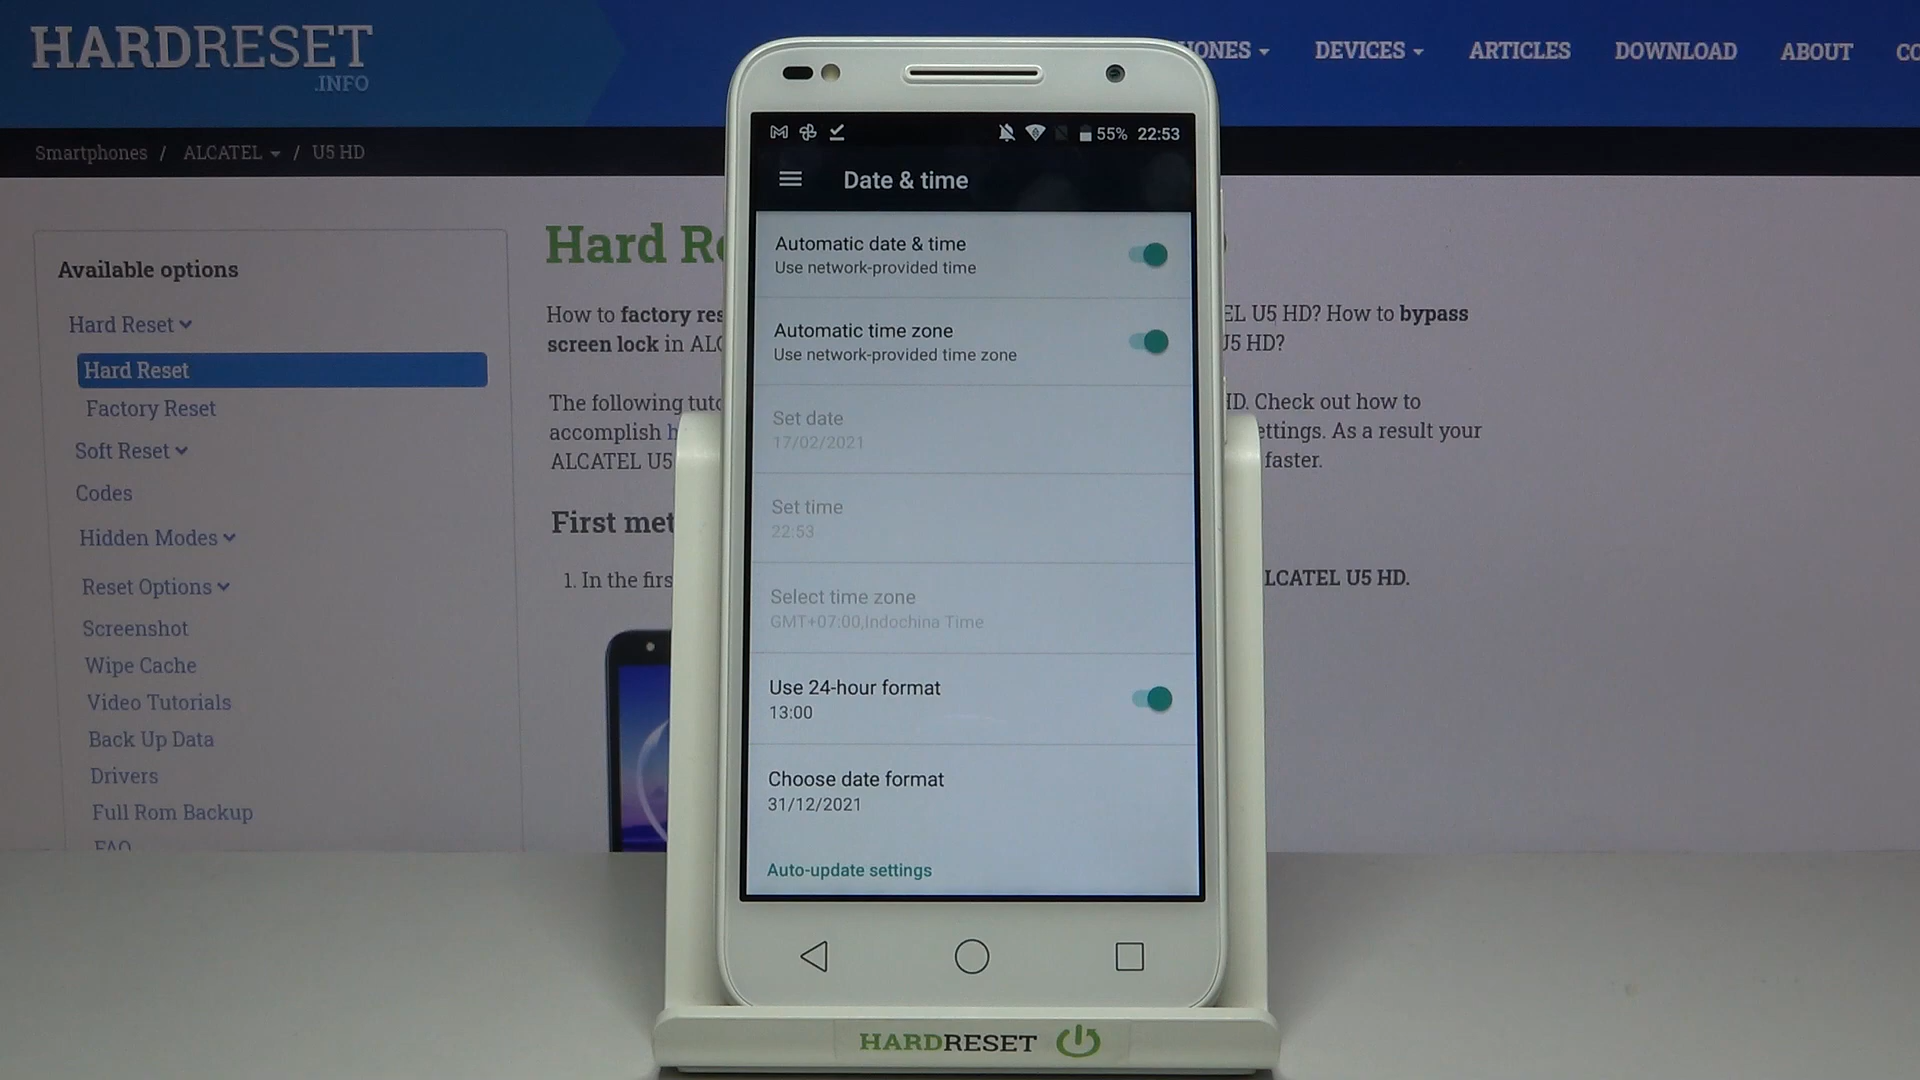 HARDRESET
.INFO
ONES
DEVICES
ARTICLES
DOWNLOAD
ABOUT
Smartphones / ALCATEL / U5 HD
Available options
Hard Reset
Hard Reset
Factory Reset
Soft Reset
Codes
Hidden Modes
Reset Options
Screenshot
Wipe Cache
Video Tutorials
Back Up Data
Drivers
Full Rom Backup
FAQ
Hard R
How to factory res
screen lock in ALC
The following tuto
accomplish h
ALCATEL U5
First met
1. In the firs
EL U5 HD? How to bypass
U5 HD?
HD. Check out how to
ettings. As a result your
faster.
LCATEL U5 HD.
55% 22:53
Date & time
Automatic date & time
Use network-provided time
Automatic time zone
Use network-provided time zone
Set date
17/02/2021
Set time
22:53
Select time zone
GMT+07:00,Indochina Time
Use 24-hour format
13:00
Choose date format
31/12/2021
Auto-update settings
HARDRESET